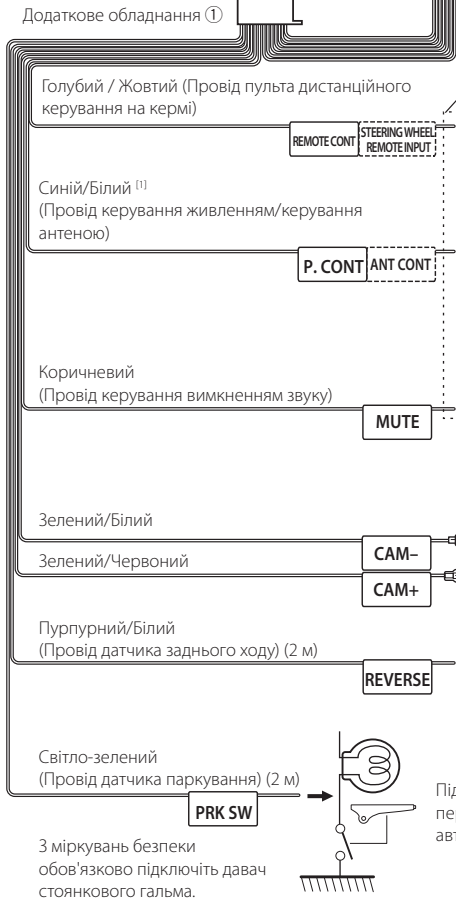 Додаткове обладнання ①
Голубий / Жовтий (Провід пульта дистанційного
керування на кермі)
REMOTE CONT
STEERING WHEEL
REMOTE INPUT
Синій/Білий [1]
(Провід керування живленням/керування
антеною)
P. CONT
ANT CONT
Коричневий
(Провід керування вимкненням звуку)
MUTE
Зелений/Білий
CAM–
Зелений/Червоний
CAM+
Пурпурний/Білий
(Провід датчика заднього ходу) (2 м)
REVERSE
Світло-зелений
(Провід датчика паркування) (2 м)
PRK SW
З міркувань безпеки
обов'язково підключіть давач
стоянкового гальма.